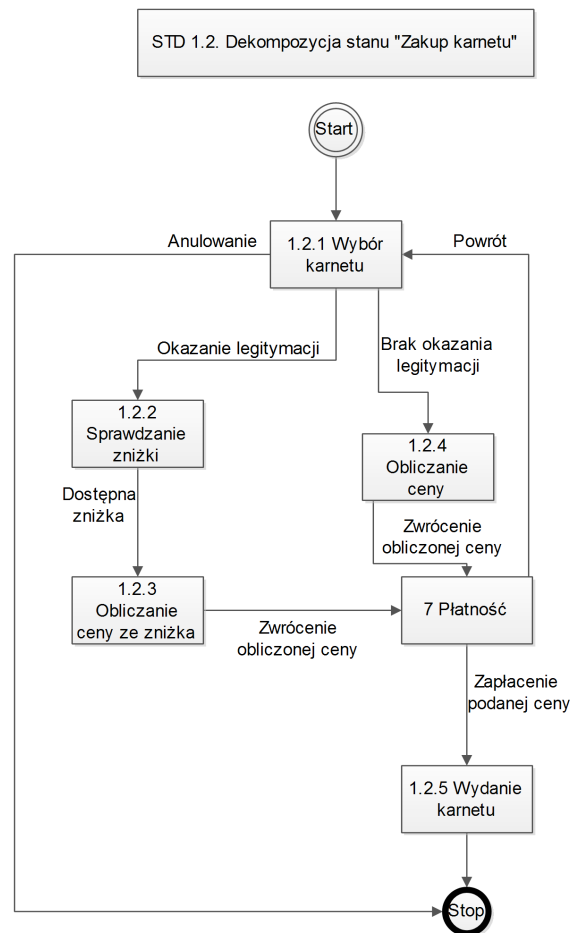 STD 1.2. Dekompozycja stanu "Zakup karnetu"
Start
Anulowanie
1.2.1 Wybór
karnetu
Powrót
Okazanie legitymacji
Brak okazania
legitymacji
1.2.2
Sprawdzanie
zniżki
1.2.4
Obliczanie
ceny
Dostępna
zniżka
Zwrócenie
obliczonej ceny
1.2.3
Obliczanie
ceny ze zniżka
Zwrócenie
obliczonej ceny
7 Płatność
Zapłacenie
podanej ceny
1.2.5 Wydanie
karnetu
Stop